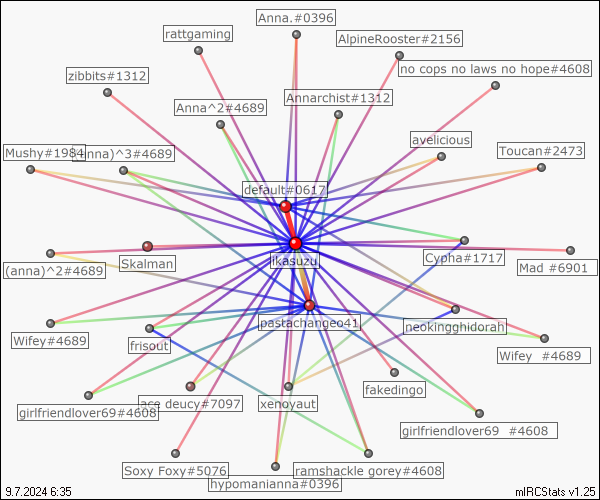 Anna.#0396
rattgaming
AlpineRooster#2156
no cops no laws no hope#4608
zibbits#1312
Anna^2#4689
Annarchist#1312
avelicious
Mushy#1984
nna)^3#4689
Toucan#2473
default#0617
Skalman
ikasuzu
Cypha#1717
Mad #6901
(anna)^2#4689
pastachangeo41
neokingghidorah
Wifey#4689
frisout
Wifey #4689
fakedingo
girlfriendlover69#4608
ace deucy#7097
xenoyaut
girlfriendlover69 #4608
Soxy Foxy#5076
hypomanianna#0396
ramshackle gorey#4608
9.7.2024 6:35
mIRCStats v1.25